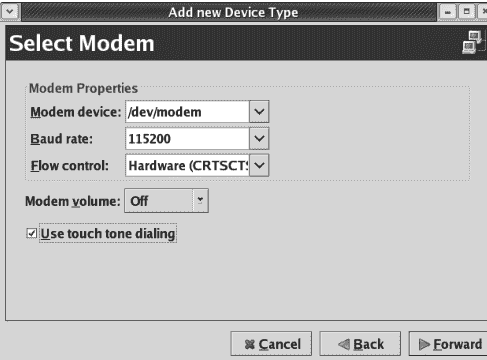 Add new Device Type
Select Modem
Modem Properties
Modem device: /dev/modem
Baud rate: 115200
Flow control: Hardware (CRTSCTS
Modem volume: Off
Use touch tone dialing
Cancel Back Forward